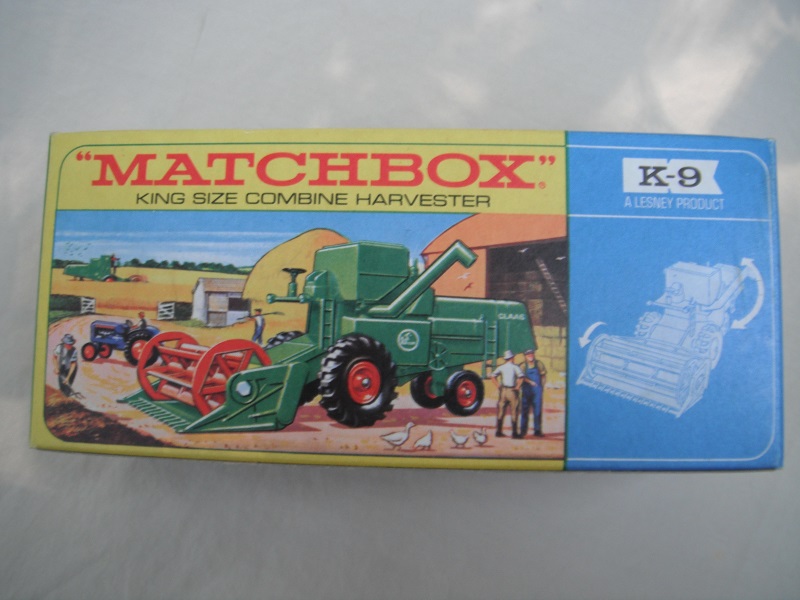 "MATCHBOX"®
KING SIZE COMBINE HARVESTER
K-9
A LESNEY PRODUCT
CLAAS